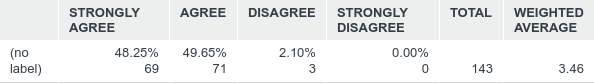 STRONGLY AGREE AGREE DISAGREE STRONGLY DISAGREE TOTAL WEIGHTED AVERAGE
(no label) 48.25% 49.65% 2.10% 0.00%
69 71 3 0 143 3.46